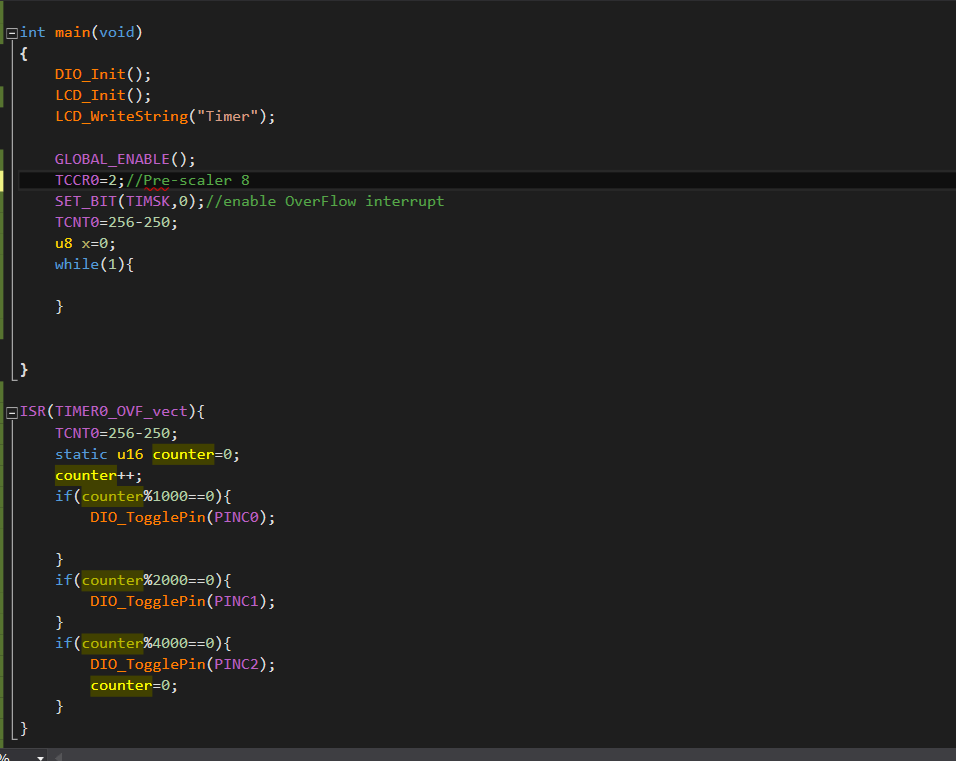 int main(void)
{
    DIO_Init();
    LCD_Init();
    LCD_WriteString("Timer");
    GLOBAL_ENABLE();
    TCCR0=2;//Pre-scaler 8
    SET_BIT(TIMSK,0);//enable OverFlow interrupt
    TCNT0=256-250;
    u8 x=0;
    while(1){
    }
}
ISR(TIMER0_OVF_vect){
    TCNT0=256-250;
    static u16 counter=0;
    counter++;
    if(counter%1000==0){
        DIO_TogglePin(PINC0);
    }
    if(counter%2000==0){
        DIO_TogglePin(PINC1);
    }
    if(counter%4000==0){
        DIO_TogglePin(PINC2);
        counter=0;
    }
}
%